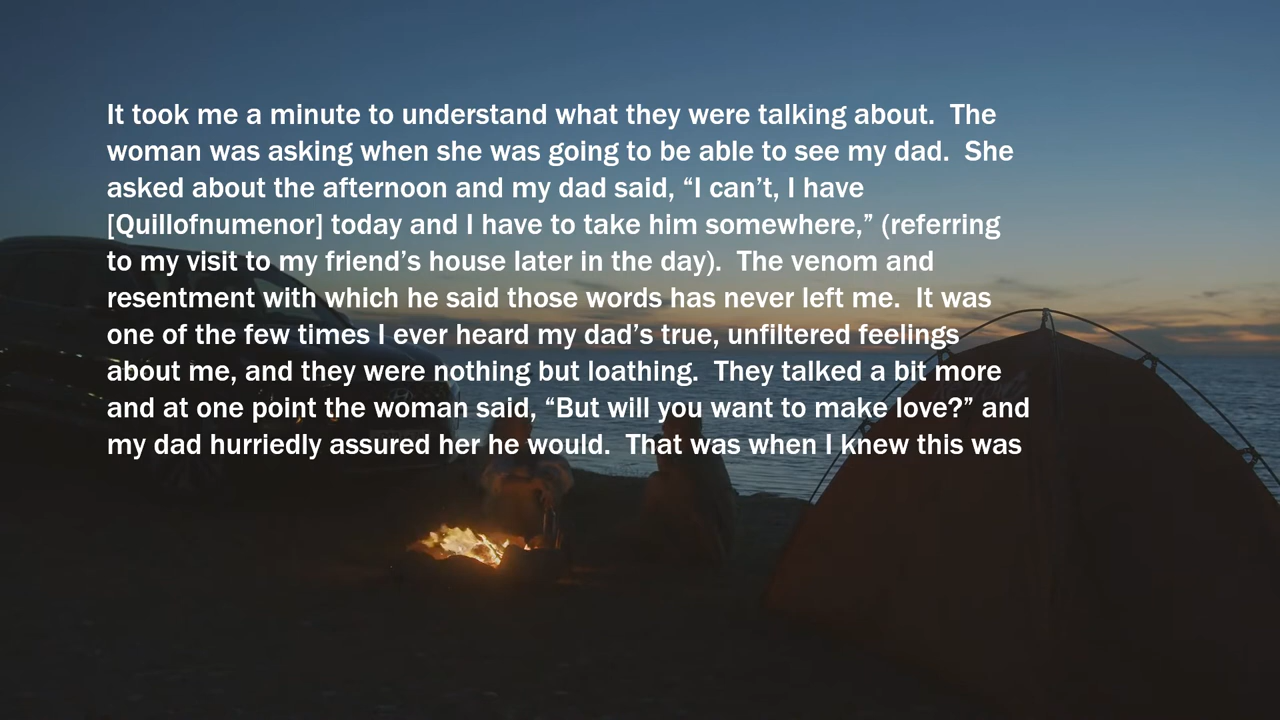 It took me a minute to understand what they were talking about.  The
woman was asking when she was going to be able to see my dad.  She
asked about the afternoon and my dad said, “I can’t, I have
[Quillofnumenor] today and I have to take him somewhere,” (referring
to my visit to my friend’s house later in the day).  The venom and
resentment with which he said those words has never left me.  It was
one of the few times I ever heard my dad’s true, unfiltered feelings
about me, and they were nothing but loathing.  They talked a bit more
and at one point the woman said, “But will you want to make love?” and
my dad hurriedly assured her he would.  That was when I knew this was